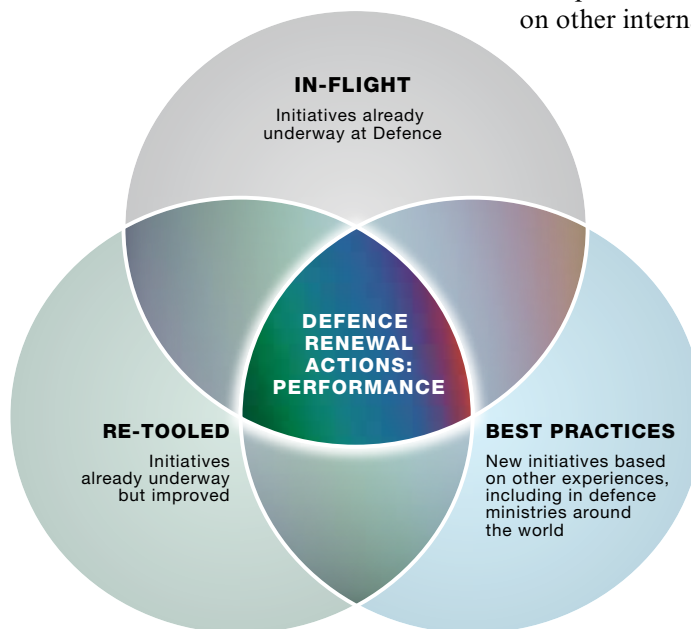 on other intern
IN-FLIGHT
Initiatives already
underway at Defence
DEFENCE
RENEWAL
ACTIONS:
PERFORMANCE
RE-TOOLED
Initiatives
already underway
but improved
BEST PRACTICES
New initiatives based
on other experiences,
including in defence
ministries around
the world